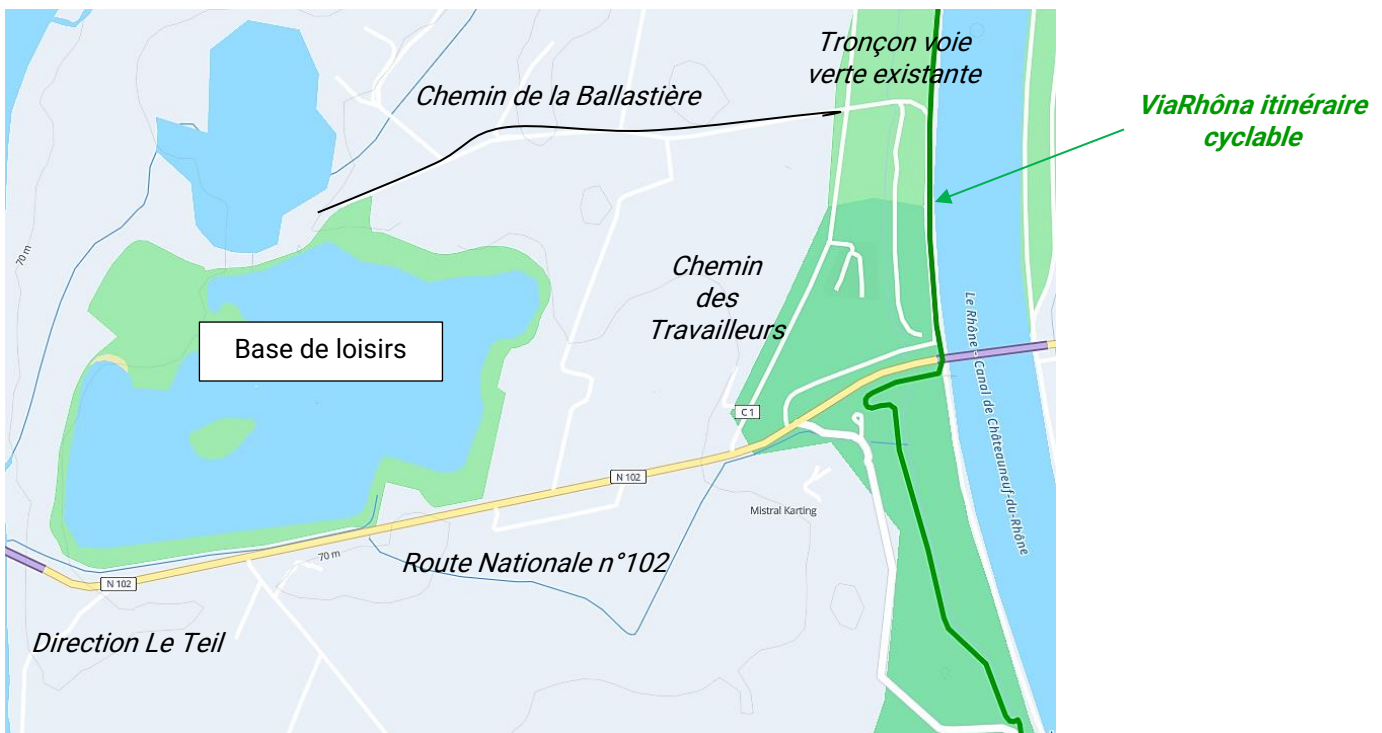 Tronçon voie
verte existante
Chemin de la Ballastière
ViaRhôna itinéraire
cyclable
70 m
Chemin
des
Travailleurs
Base de loisirs
Le Rhône - Canal de Châteauneuf-du-Rhône
C 1
N 102
Mistral Karting
70 m
Route Nationale n°102
N 102
Direction Le Teil